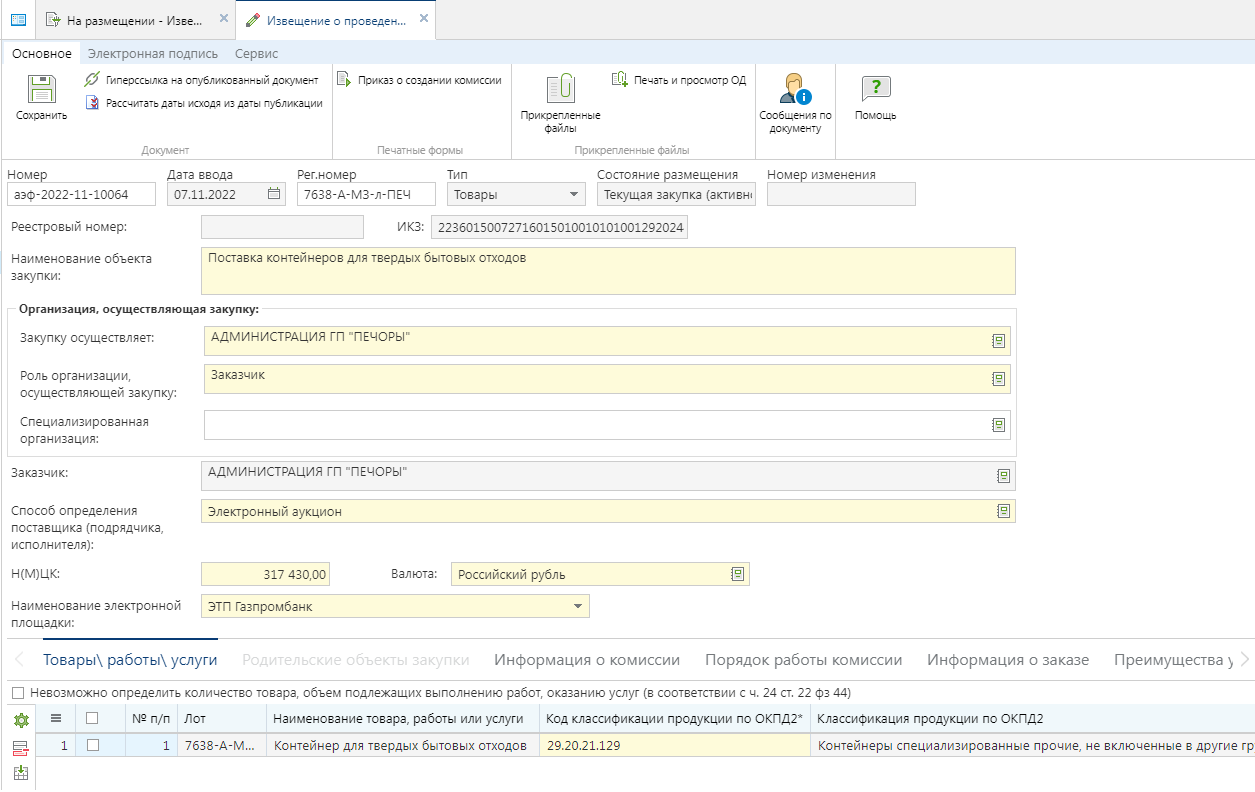 На размещении - Изве...
Извещение о проведен...
Основное Электронная подпись Сервис
Сохранить
Гиперссылка на опубликованный документ
Рассчитать даты исходя из даты публикации
Документ
Приказ о создании комиссии
Печатные формы
Прикрепленные
файлы
Печать и просмотр ОД
Прикрепленные файлы
Сообщения по
документу
Помощь
Номер Дата ввода Рег.номер Тип Состояние размещения Номер изменения
аэф-2022-11-10064 07.11.2022 7638-А-МЗ-л-ПЕЧ Товары Текущая закупка (активн
Реестровый номер: ИКЗ: 22360150072716015010010101001292024
Наименование объекта
закупки:
Поставка контейнеров для твердых бытовых отходов
Организация, осуществляющая закупку:
Закупку осуществляет: АДМИНИСТРАЦИЯ ГП "ПЕЧОРЫ"
Роль организации,
осуществляющей закупку:
Заказчик
Специализированная
организация:
Заказчик: АДМИНИСТРАЦИЯ ГП "ПЕЧОРЫ"
Способ определения
поставщика (подрядчика,
исполнителя):
Электронный аукцион
Н(М)ЦК: 317 430,00 Валюта: Российский рубль
Наименование электронной
площадки:
ЭТП Газпромбанк
Товары\ работы\ услуги Родительские объекты закупки Информация о комиссии Порядок работы комиссии Информация о заказе Преимущества у
Невозможно определить количество товара, объем подлежащих выполнению работ, оказанию услуг (в соответствии с ч. 24 ст. 22 фз 44)
№ п/п Лот Наименование товара, работы или услуги Код классификации продукции по ОКПД2* Классификация продукции по ОКПД2
1 1 7638-А-М... Контейнер для твердых бытовых отходов 29.20.21.129 Контейнеры специализированные прочие, не включенные в другие гр